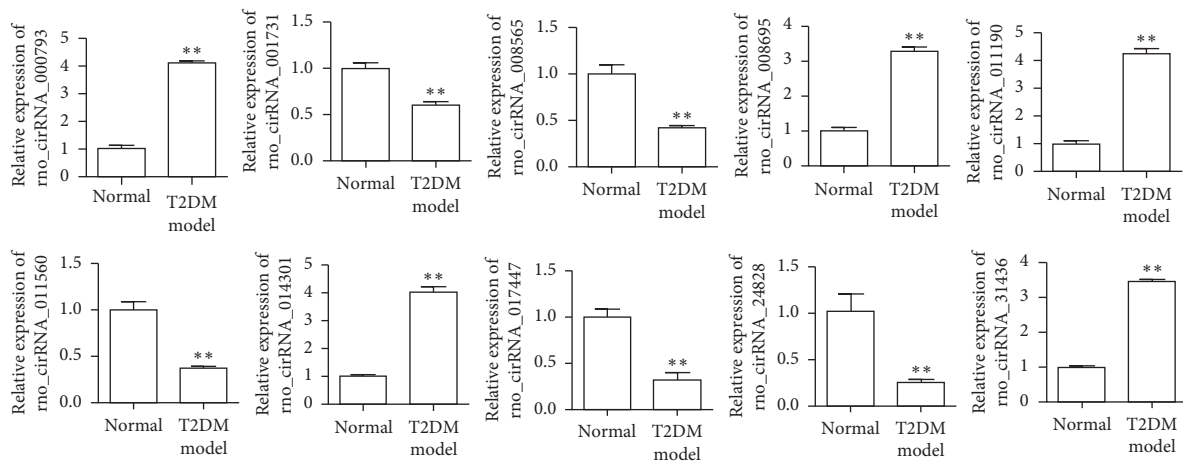 Relative expression of
rno_cirRNA_000793
5
4
3
2
1
0
**
Normal
T2DM
model
Relative expression of
rno_cirRNA_001731
1.5
1.0
0.5
0.0
**
Normal
T2DM
model
Relative expression of
rno_cirRNA_008565
1.5
1.0
0.5
0.0
**
Normal
T2DM
model
Relative expression of
rno_cirRNA_008695
4
3
2
1
0
**
Normal
T2DM
model
Relative expression of
rno_cirRNA_011190
5
4
3
2
1
0
**
Normal
T2DM
model
Relative expression of
rno_cirRNA_011560
1.5
1.0
0.5
0.0
**
Normal
T2DM
model
Relative expression of
rno_cirRNA_014301
5
4
3
2
1
0
**
Normal
T2DM
model
Relative expression of
rno_cirRNA_017447
1.5
1.0
0.5
0.0
**
Normal
T2DM
model
Relative expression of
rno_cirRNA_24828
1.5
1.0
0.5
0.0
**
Normal
T2DM
model
Relative expression of
rno_cirRNA_31436
4
3
2
1
0
**
Normal
T2DM
model